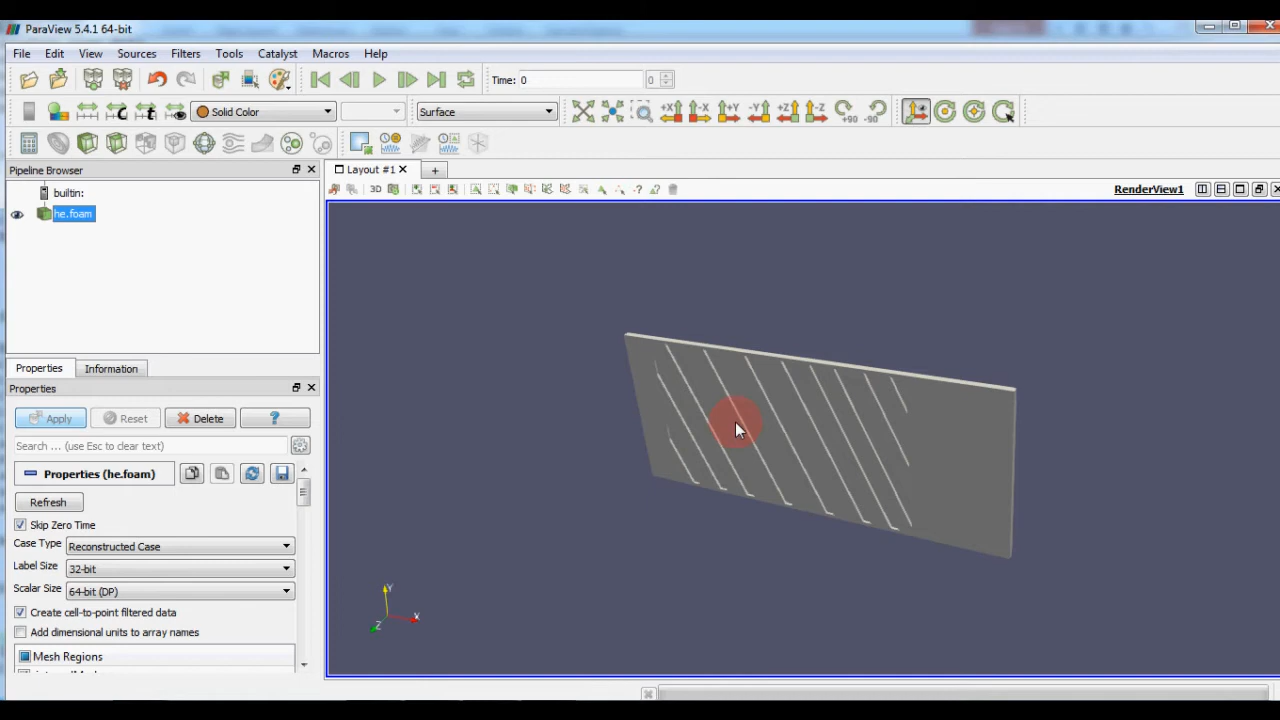 ParaView 5.4.1 64-bit
File Edit View Sources Filters Tools Catalyst Macros Help
Time: 0 0
Solid Color Surface +X -X +Y -Y +Z -Z +90 -90
Pipeline Browser
Layout #1
builtin:
3D
RenderView1
he.foam
Properties Information
Properties
Apply Reset Delete ?
Search ... (use Esc to clear text)
Properties (he.foam)
Refresh
Skip Zero Time
Case Type Reconstructed Case
Label Size 32-bit
Scalar Size 64-bit (DP)
Create cell-to-point filtered data
Add dimensional units to array names
Mesh Regions
Y
X
Z